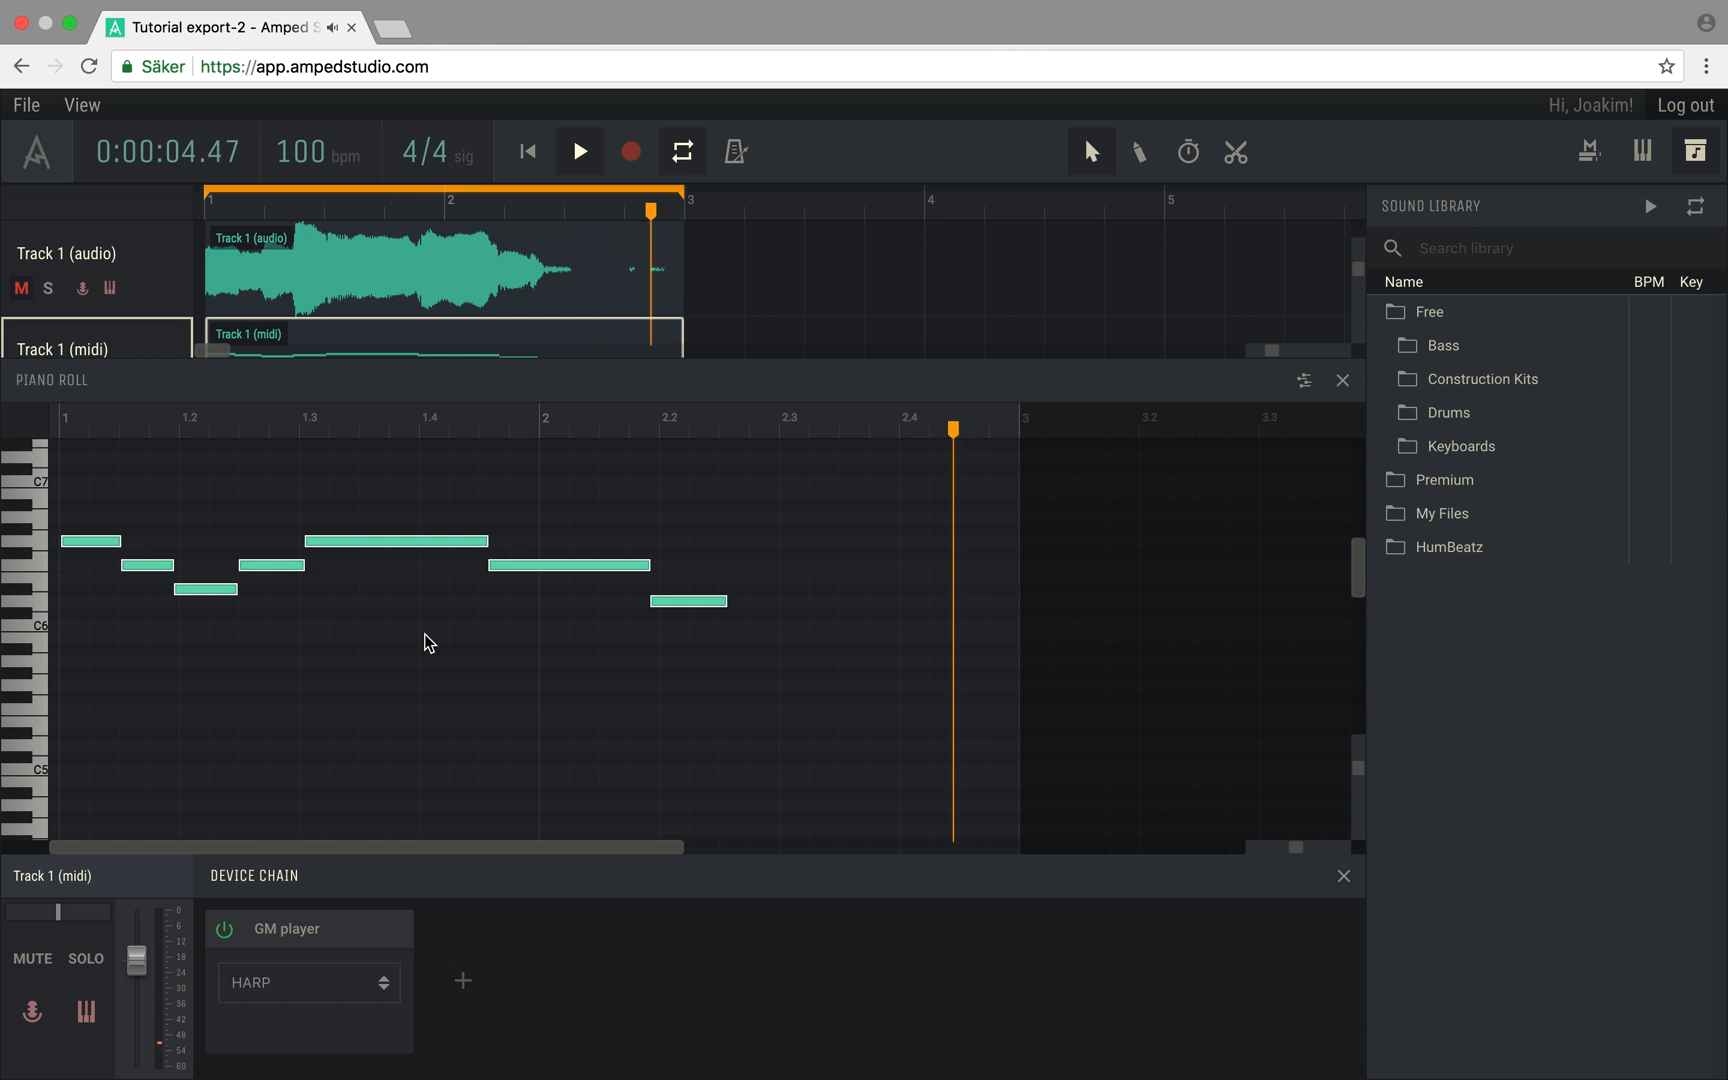 Tutorial export-2 - Amped S
Säker https://app.ampedstudio.com
File View Hi, Joakim! Log out
0:00:04.47 100 bpm 4/4 sig
1 2 3 4 5
SOUND LIBRARY
Search library
Name BPM Key
Free
Bass
Construction Kits
Drums
Keyboards
Premium
My Files
HumBeatz
Track 1 (audio)
M S
Track 1 (audio)
Track 1 (midi)
Track 1 (midi)
PIANO ROLL
1 1.2 1.3 1.4 2 2.2 2.3 2.4 3 3.2 3.3
C7
C6
C5
Track 1 (midi)
DEVICE CHAIN
MUTE SOLO
0
6
12
18
24
30
36
42
48
54
60
GM player
HARP